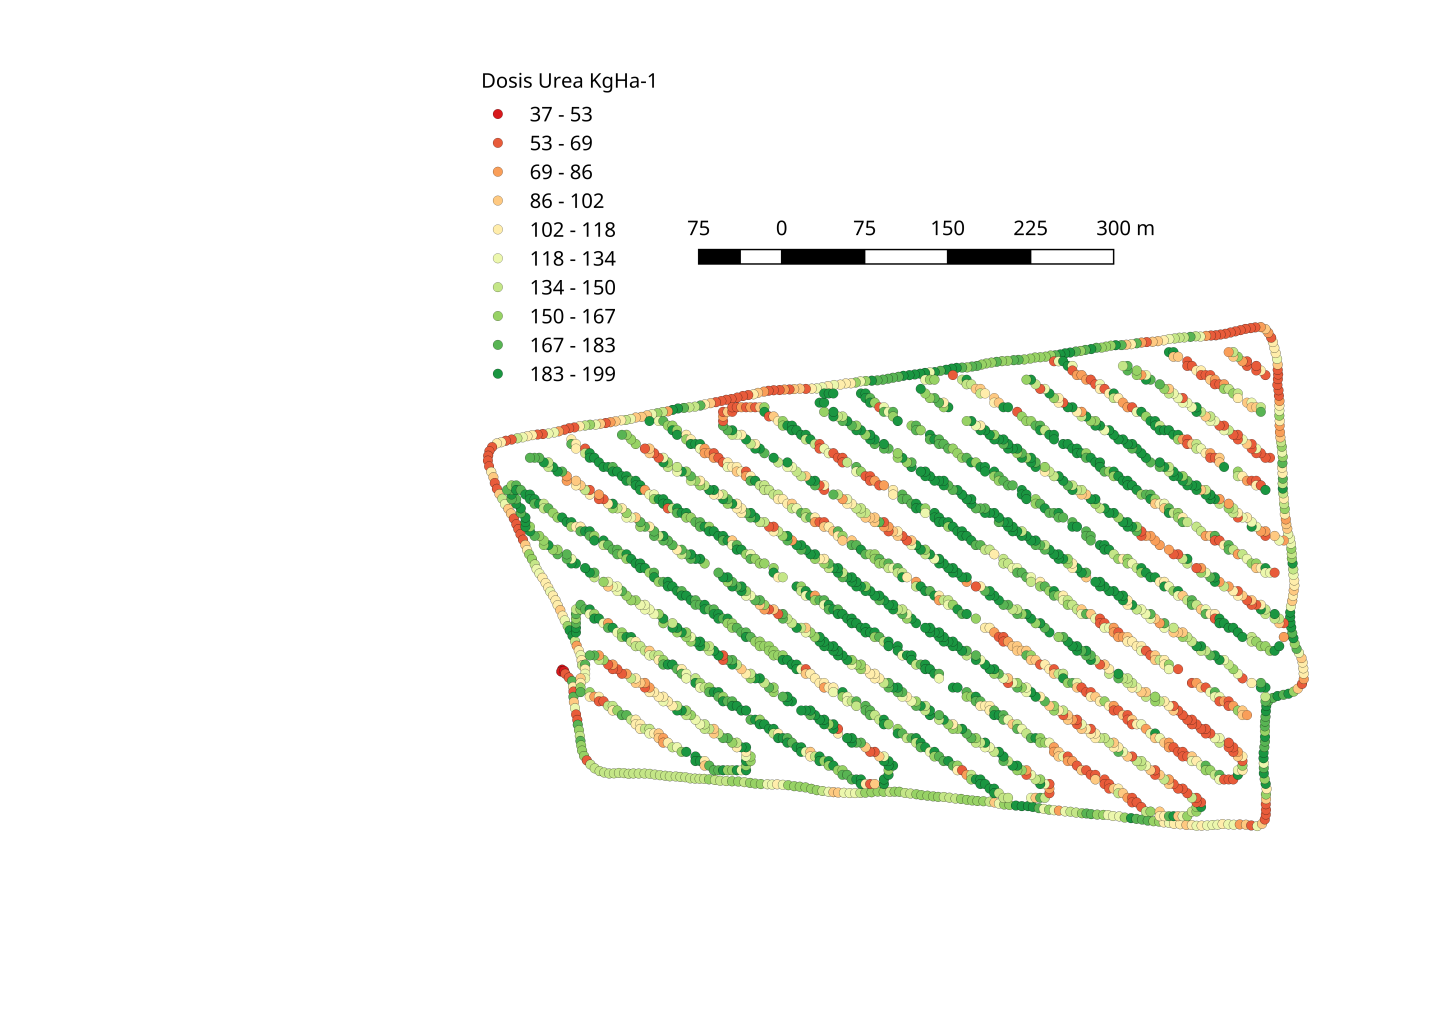 Dosis Urea KgHa-1
37 - 53
53 - 69
69 - 86
86 - 102
102 - 118
118 - 134
134 - 150
150 - 167
167 - 183
183 - 199
75 0 75 150 225 300 m